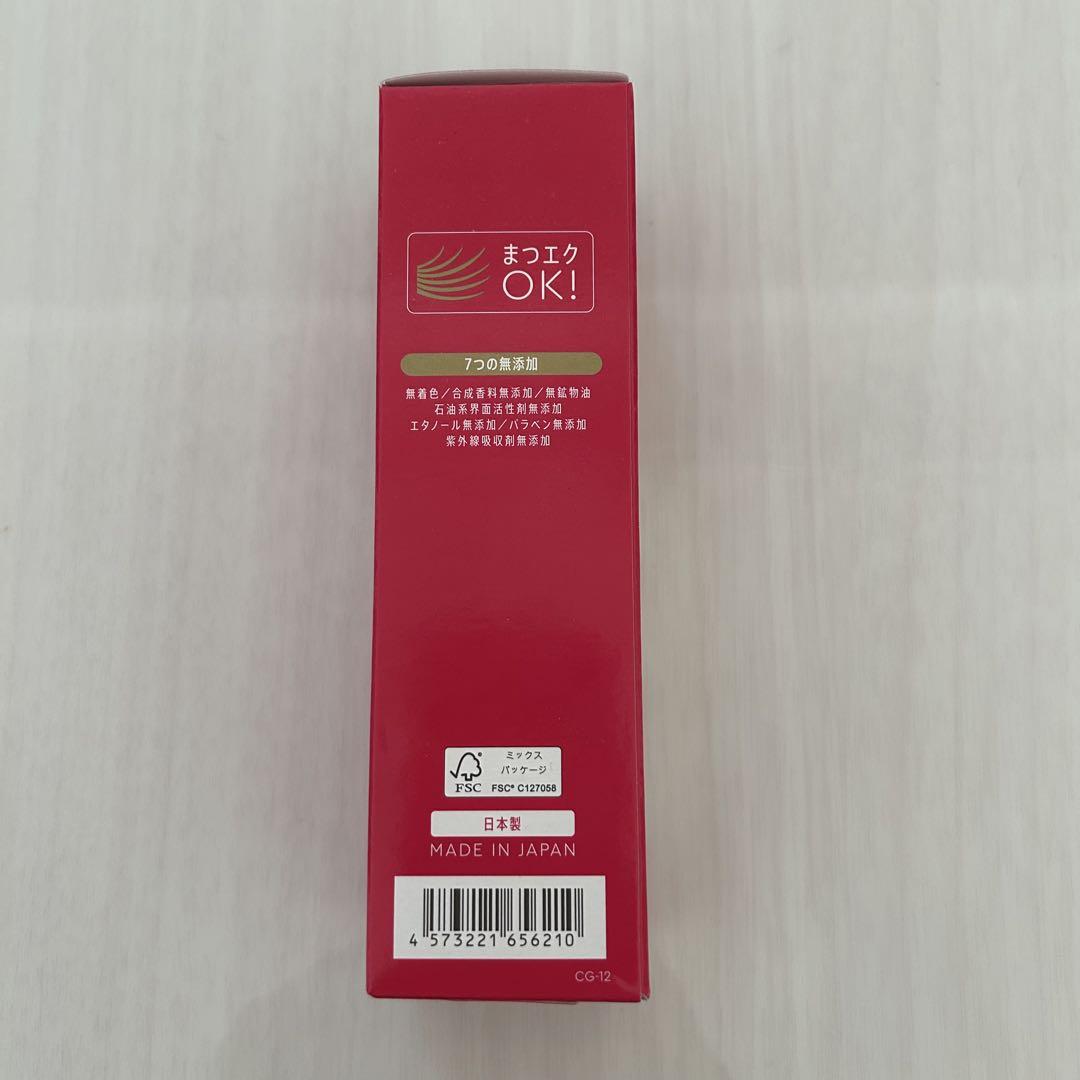 まつエク
OK!
7つの無添加
無着色／合成香料無添加／無鉱物油
石油系界面活性剤無添加
エタノール無添加／パラベン無添加
紫外線吸収剤無添加
ミックス
パッケージ
FSC
FSC® C127058
日本製
MADE IN JAPAN
4 573221 656210
CG-12